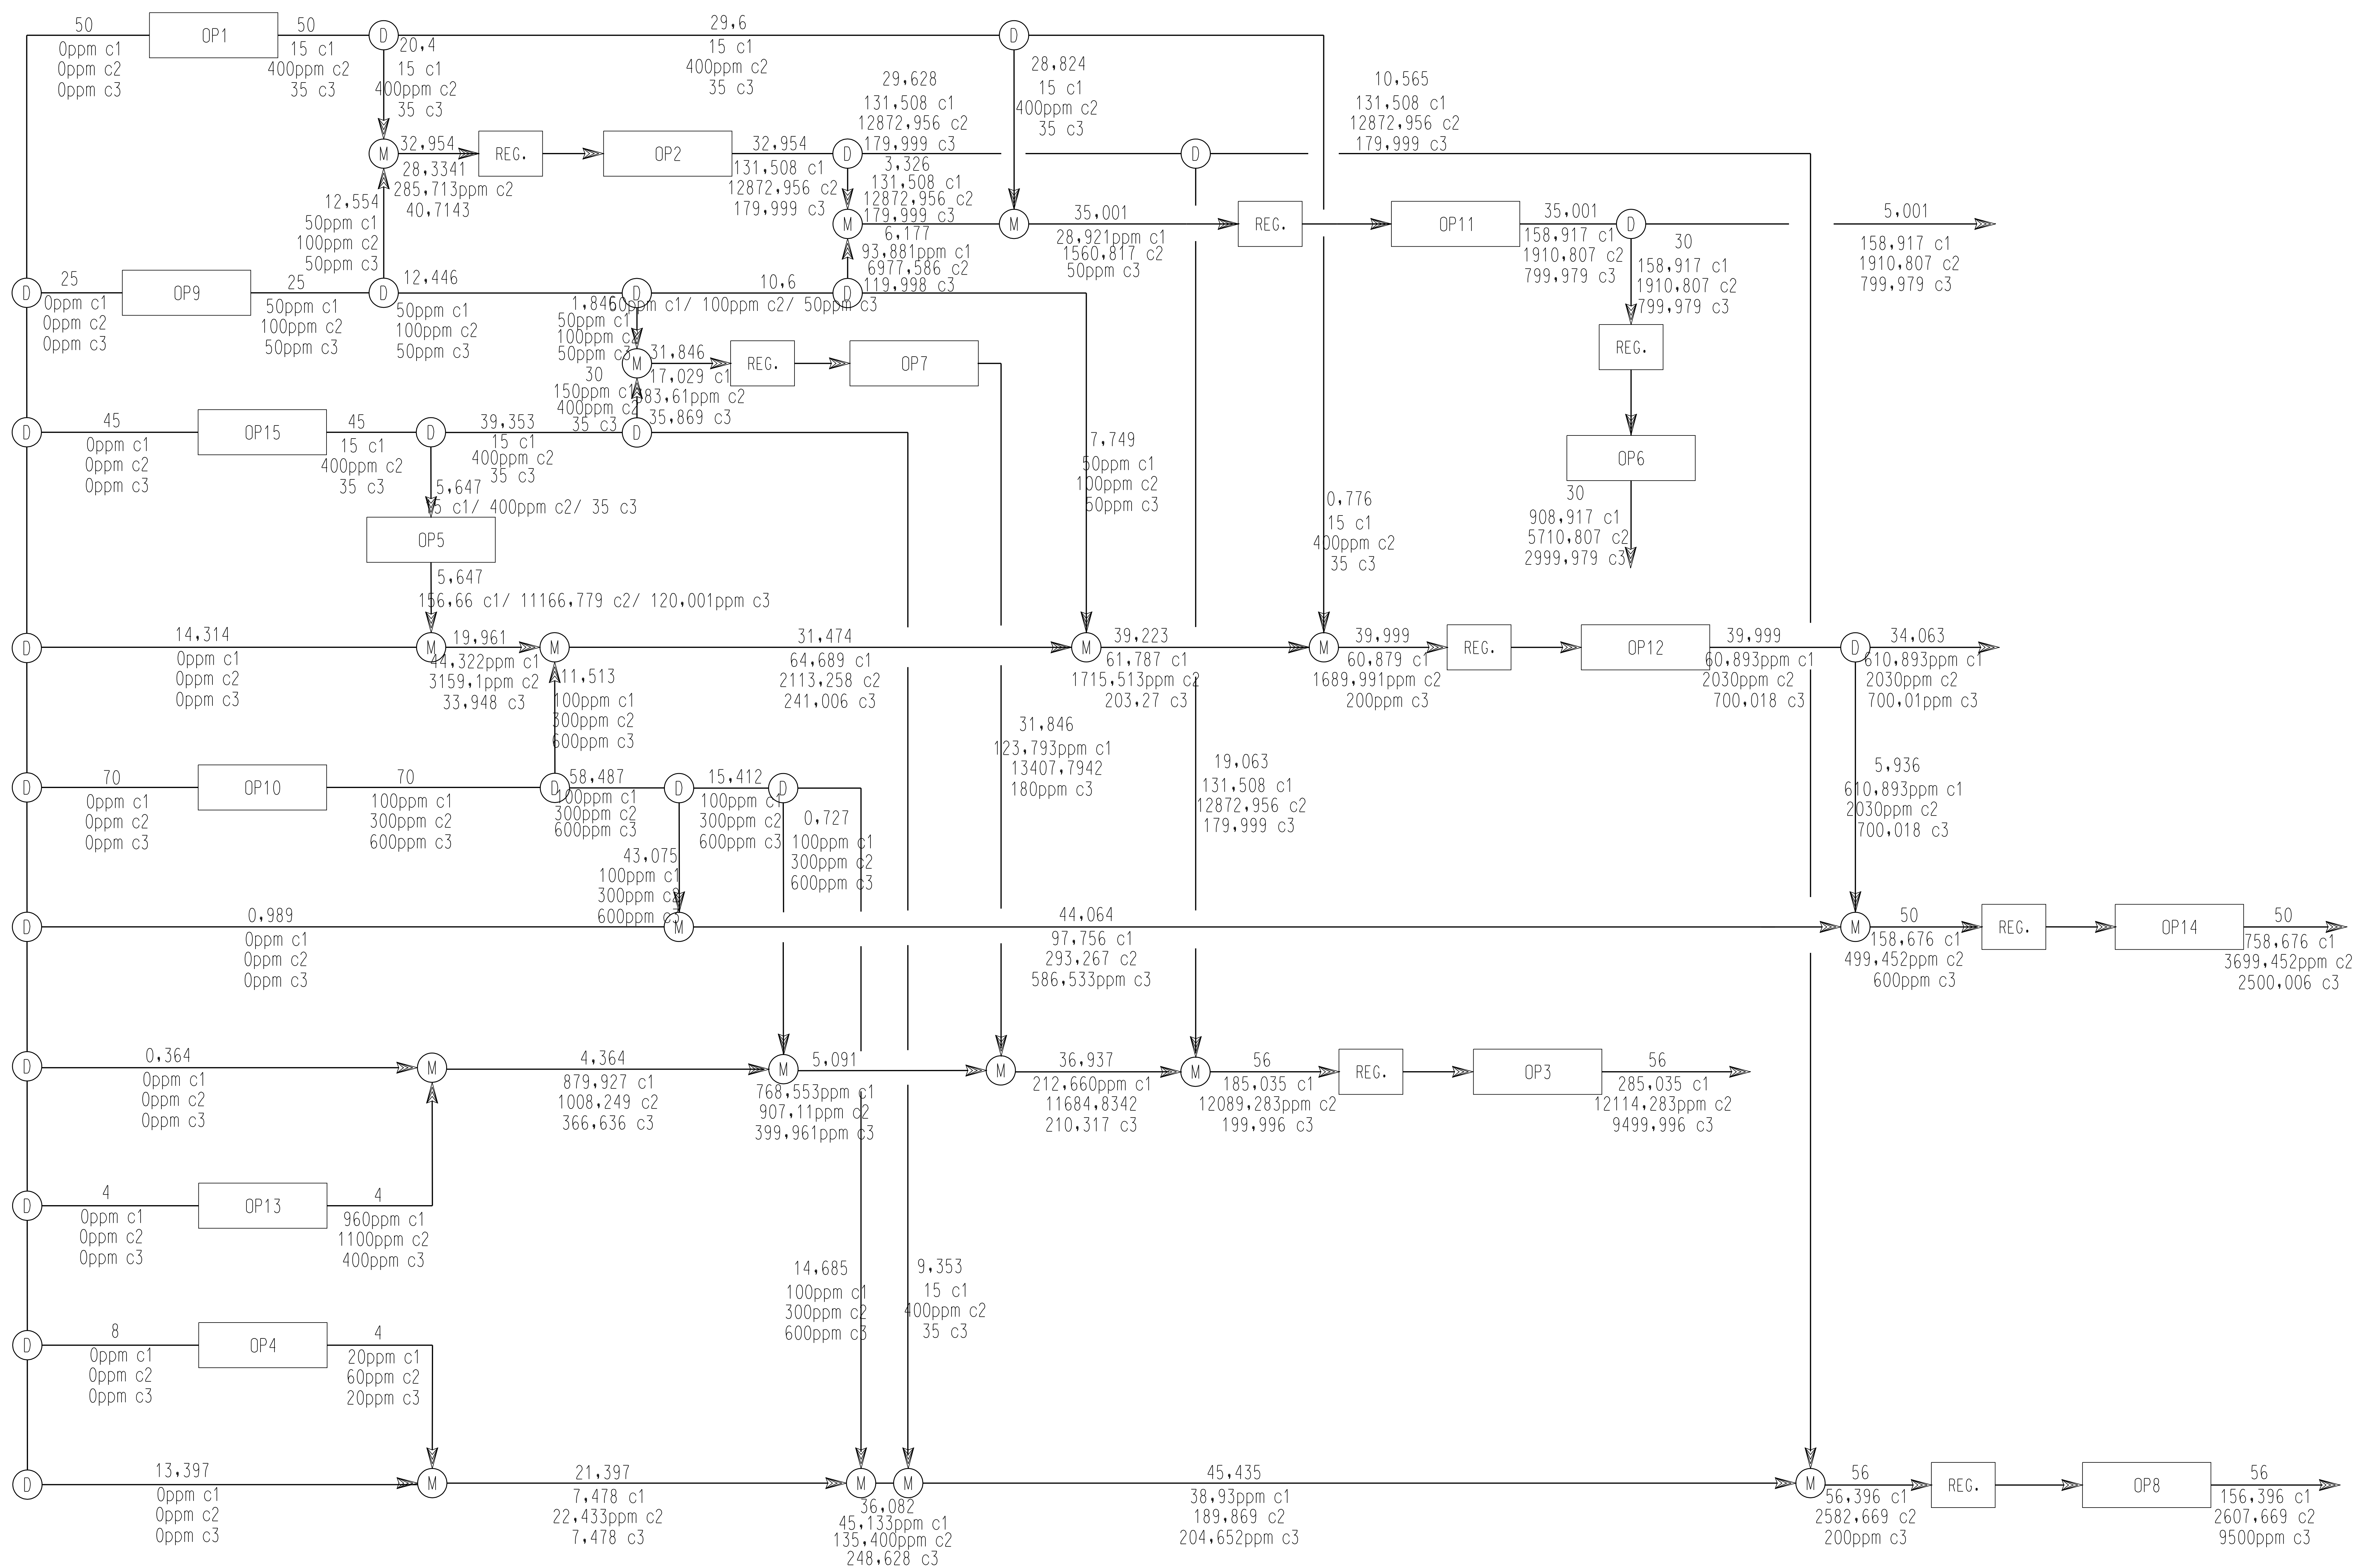 50
0ppm c1
0ppm c2
0ppm c3
OP1
50
15 c1
400ppm c2
35 c3
D
20,4
15 c1
400ppm c2
35 c3
29,6
15 c1
400ppm c2
35 c3
D
28,824
15 c1
400ppm c2
35 c3
29,628
131,508 c1
12872,956 c2
179,999 c3
10,565
131,508 c1
12872,956 c2
179,999 c3
M
32,954
28,3341
285,713ppm c2
40,7143
REG.
OP2
32,954
131,508 c1
12872,956 c2
179,999 c3
D
3,326
131,508 c1
12872,956 c2
179,999 c3
D
12,554
50ppm c1
100ppm c2
50ppm c3
M
6,177
93,881ppm c1
6977,586 c2
119,998 c3
M
35,001
28,921ppm c1
1560,817 c2
50ppm c3
REG.
OP11
35,001
158,917 c1
1910,807 c2
799,979 c3
D
30
158,917 c1
1910,807 c2
799,979 c3
5,001
158,917 c1
1910,807 c2
799,979 c3
D
25
0ppm c1
0ppm c2
0ppm c3
OP9
25
50ppm c1
100ppm c2
50ppm c3
D
12,446
50ppm c1
100ppm c2
50ppm c3
D
10,6
50ppm c1/ 100ppm c2/ 50ppm c3
D
1,846
50ppm c1
100ppm c2
50ppm c3
M
31,846
17,029 c1
383,61ppm c2
35,869 c3
REG.
OP7
REG.
30
150ppm c1
400ppm c2
35 c3
D
45
0ppm c1
0ppm c2
0ppm c3
OP15
45
15 c1
400ppm c2
35 c3
D
39,353
15 c1
400ppm c2
35 c3
D
7,749
50ppm c1
100ppm c2
50ppm c3
OP6
30
908,917 c1
5710,807 c2
2999,979 c3
5,647
15 c1/ 400ppm c2/ 35 c3
0,776
15 c1
400ppm c2
35 c3
OP5
5,647
156,66 c1/ 11166,779 c2/ 120,001ppm c3
D
14,314
0ppm c1
0ppm c2
0ppm c3
M
19,961
44,322ppm c1
3159,1ppm c2
33,948 c3
M
31,474
64,689 c1
2113,258 c2
241,006 c3
M
39,223
61,787 c1
1715,513ppm c2
203,27 c3
M
39,999
60,879 c1
1689,991ppm c2
200ppm c3
REG.
OP12
39,999
60,893ppm c1
2030ppm c2
700,018 c3
D
34,063
610,893ppm c1
2030ppm c2
700,01ppm c3
11,513
100ppm c1
300ppm c2
600ppm c3
31,846
123,793ppm c1
13407,7942
180ppm c3
19,063
131,508 c1
12872,956 c2
179,999 c3
5,936
610,893ppm c1
2030ppm c2
700,018 c3
D
70
0ppm c1
0ppm c2
0ppm c3
OP10
70
100ppm c1
300ppm c2
600ppm c3
D
58,487
100ppm c1
300ppm c2
600ppm c3
D
15,412
100ppm c1
300ppm c2
600ppm c3
D
0,727
100ppm c1
300ppm c2
600ppm c3
43,075
100ppm c1
300ppm c2
600ppm c3
D
0,989
0ppm c1
0ppm c2
0ppm c3
M
44,064
97,756 c1
293,267 c2
586,533ppm c3
M
50
158,676 c1
499,452ppm c2
600ppm c3
REG.
OP14
50
758,676 c1
3699,452ppm c2
2500,006 c3
D
0,364
0ppm c1
0ppm c2
0ppm c3
M
4,364
879,927 c1
1008,249 c2
366,636 c3
M
5,091
768,553ppm c1
907,11ppm c2
399,961ppm c3
M
36,937
212,660ppm c1
11684,8342
210,317 c3
M
56
185,035 c1
12089,283ppm c2
199,996 c3
REG.
OP3
56
285,035 c1
12114,283ppm c2
9499,996 c3
D
4
0ppm c1
0ppm c2
0ppm c3
OP13
4
960ppm c1
1100ppm c2
400ppm c3
14,685
100ppm c1
300ppm c2
600ppm c3
9,353
15 c1
400ppm c2
35 c3
D
8
0ppm c1
0ppm c2
0ppm c3
OP4
4
20ppm c1
60ppm c2
20ppm c3
D
13,397
0ppm c1
0ppm c2
0ppm c3
M
21,397
7,478 c1
22,433ppm c2
7,478 c3
M
36,082
45,133ppm c1
135,400ppm c2
248,628 c3
M
45,435
38,93ppm c1
189,869 c2
204,652ppm c3
M
56
56,396 c1
2582,669 c2
200ppm c3
REG.
OP8
56
156,396 c1
2607,669 c2
9500ppm c3